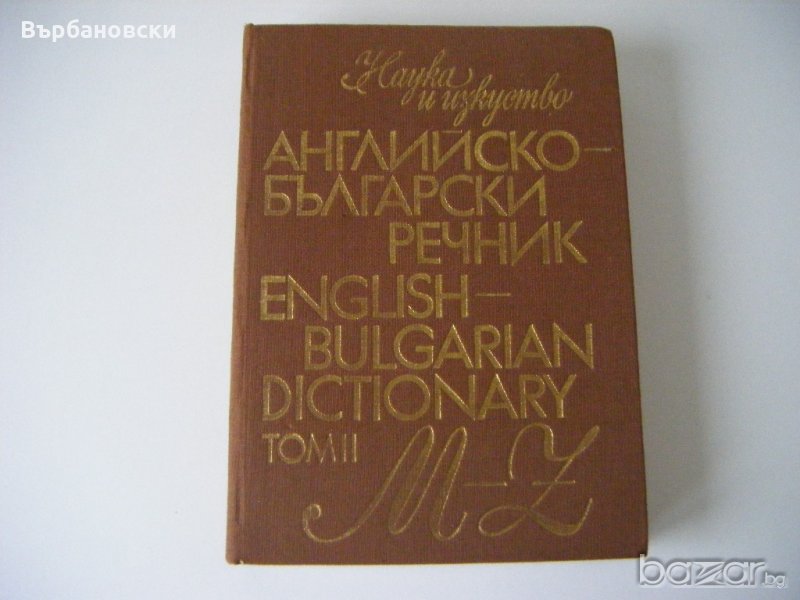 Върбановски
Наука
и изкуство
АНГЛИЙСКО–
БЪЛГАРСКИ
РЕЧНИК
ENGLISH–
BULGARIAN
DICTIONARY
ТОМ II
M–Z
bazar.bg